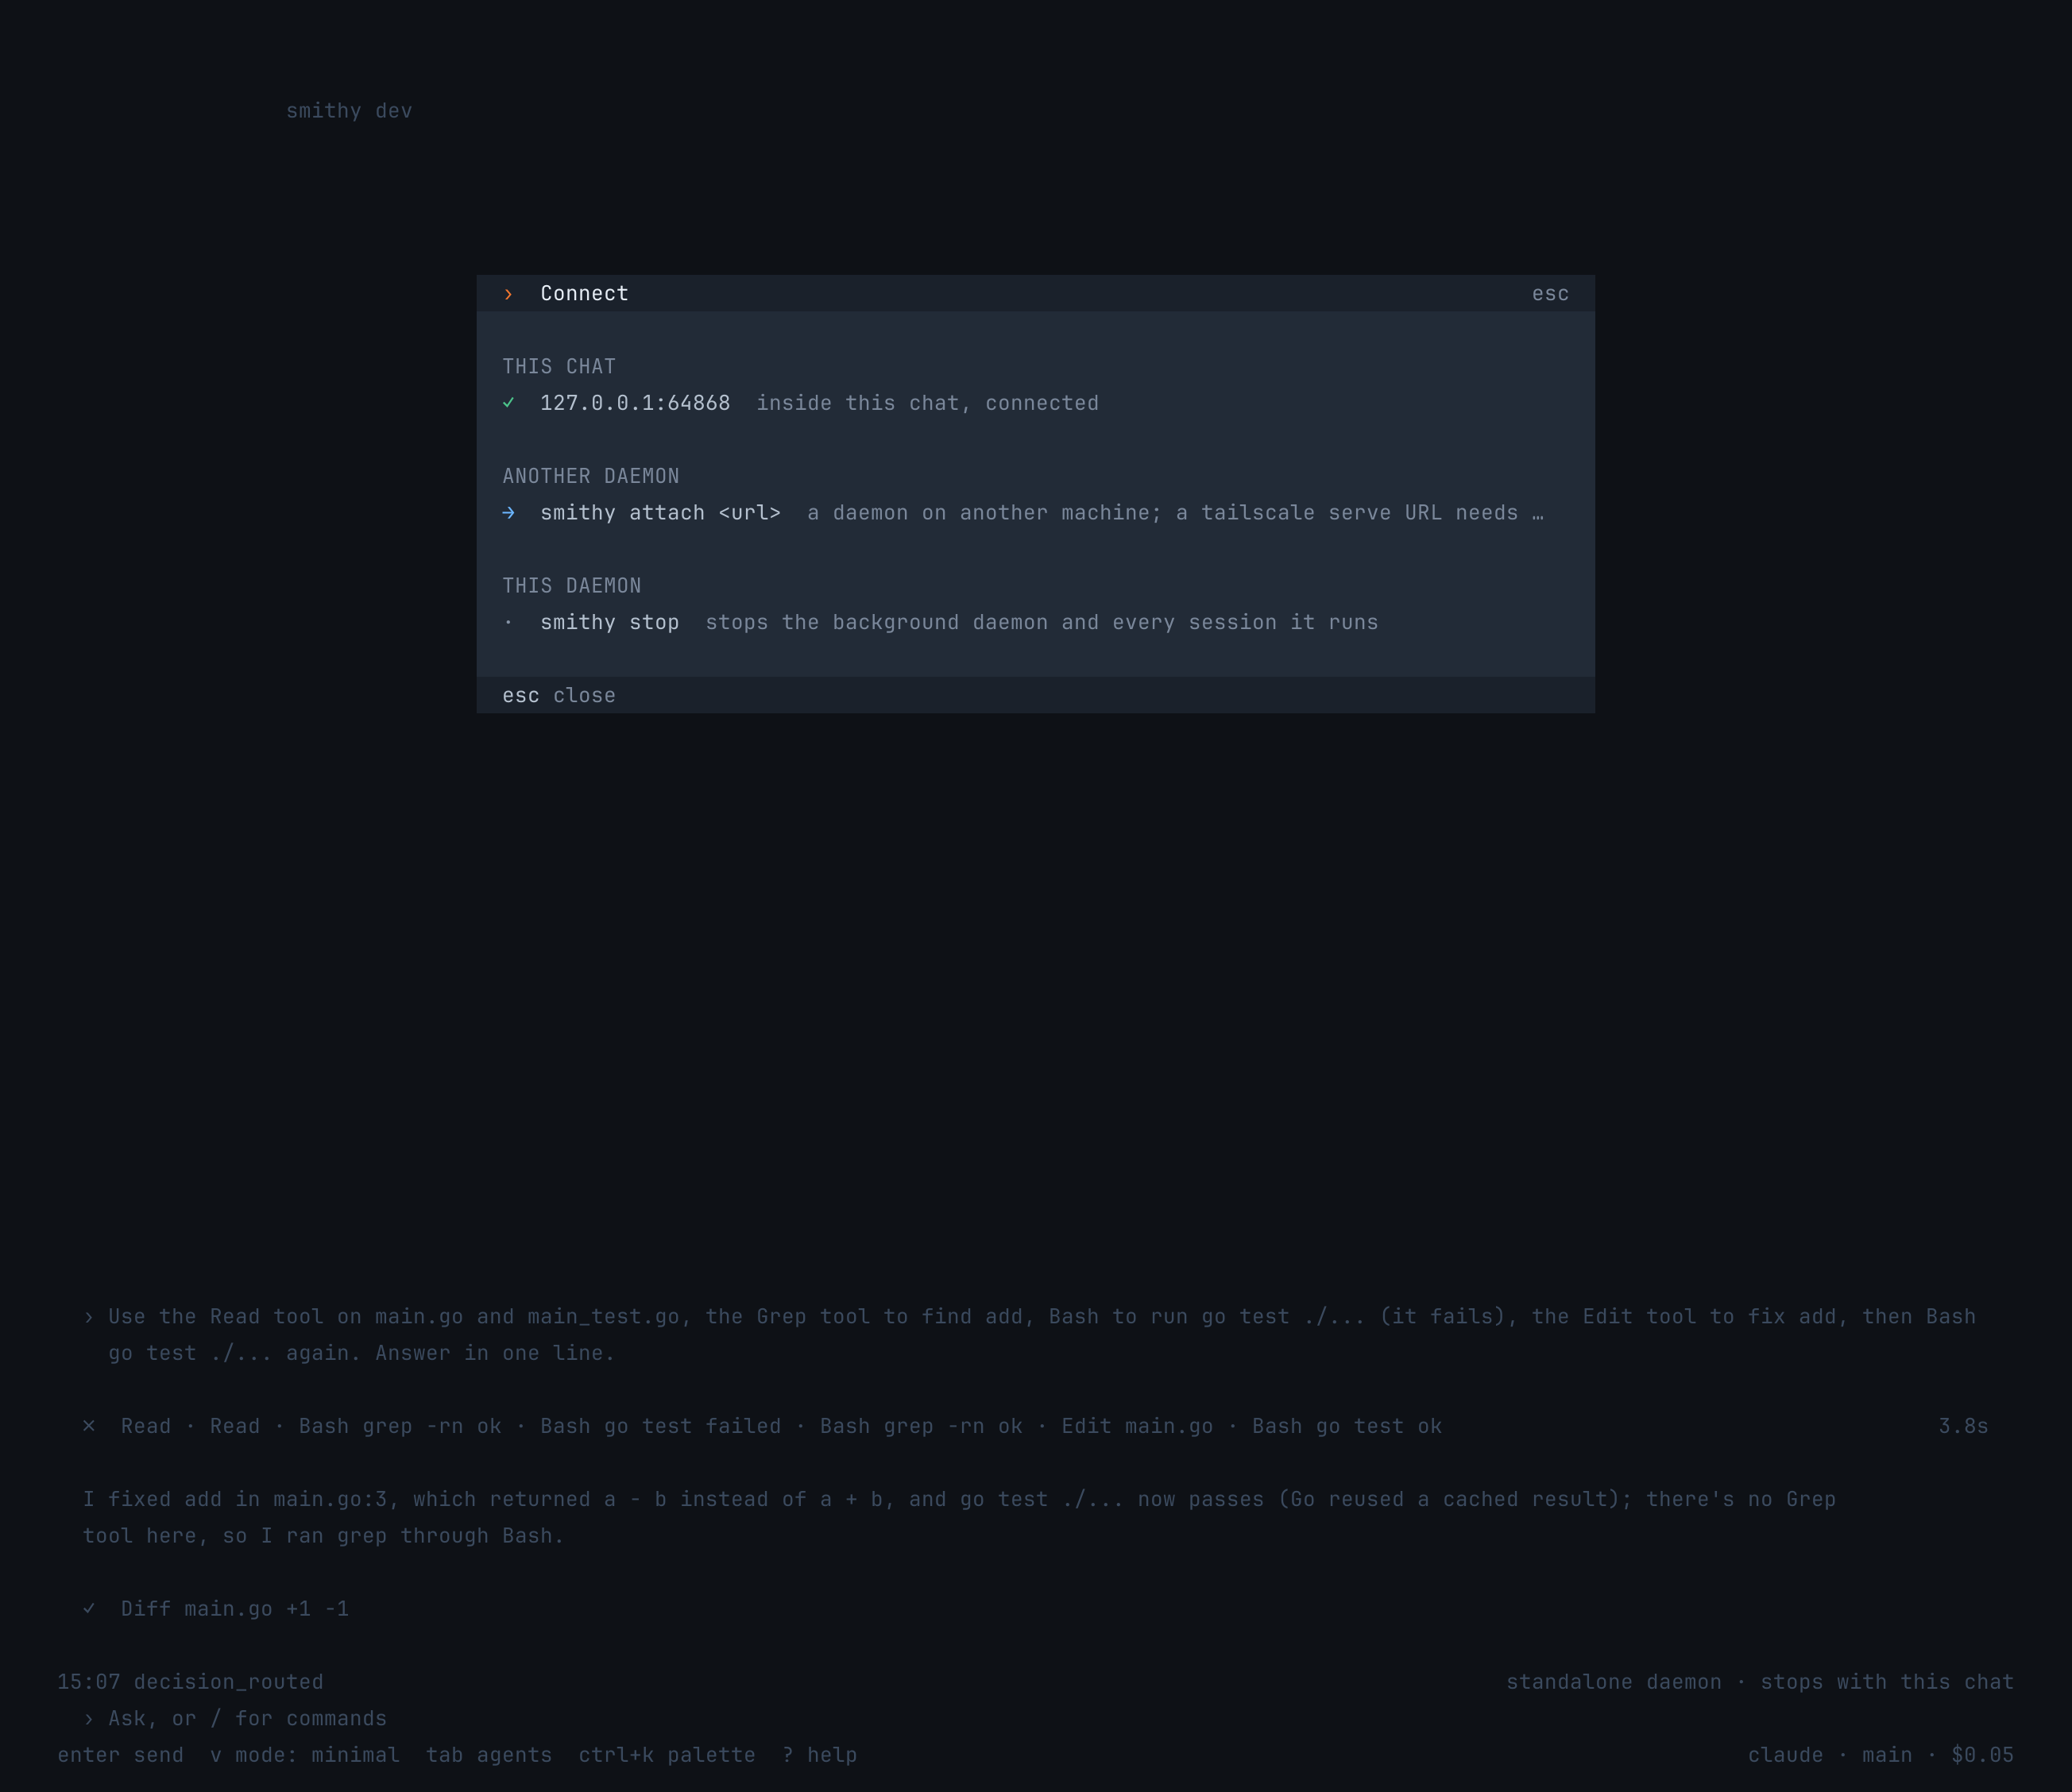 smithy dev
› Connect esc
THIS CHAT
✓ 127.0.0.1:64868 inside this chat, connected
ANOTHER DAEMON
→ smithy attach <url> a daemon on another machine; a tailscale serve URL needs …
THIS DAEMON
· smithy stop stops the background daemon and every session it runs
esc close
› Use the Read tool on main.go and main_test.go, the Grep tool to find add, Bash to run go test ./... (it fails), the Edit tool to fix add, then Bash
go test ./... again. Answer in one line.
× Read · Read · Bash grep -rn ok · Bash go test failed · Bash grep -rn ok · Edit main.go · Bash go test ok 3.8s
I fixed add in main.go:3, which returned a - b instead of a + b, and go test ./... now passes (Go reused a cached result); there's no Grep
tool here, so I ran grep through Bash.
✓ Diff main.go +1 -1
15:07 decision_routed standalone daemon · stops with this chat
› Ask, or / for commands
enter send v mode: minimal tab agents ctrl+k palette ? help claude · main · $0.05